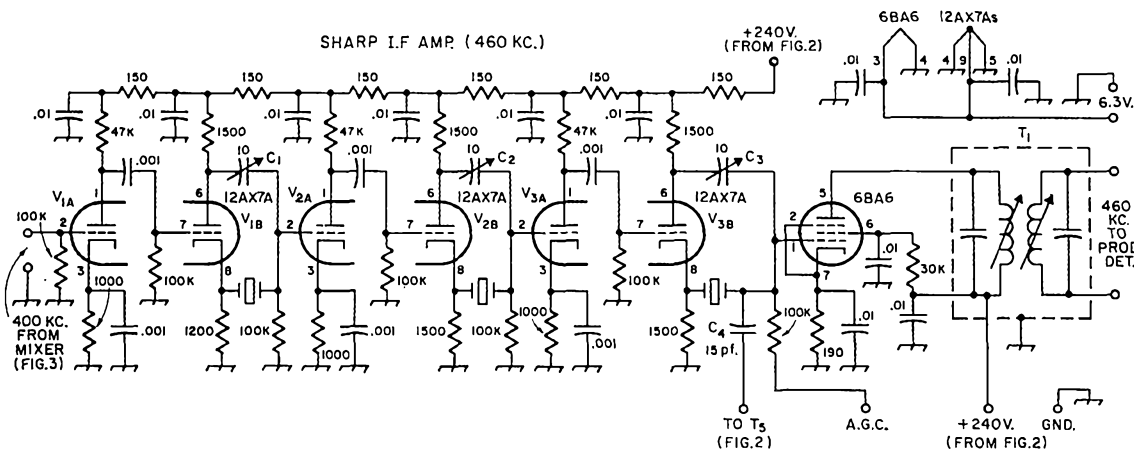 SHARP I.F AMP. (460 KC.)
+240V.
(FROM FIG.2)
6BA6 12AX7As
.01 3 4 4 9 5 .01
6.3V.
150 150 150 150 150 150
.01 .01 .01 .01 .01 .01
47K 1500 47K 1500 47K 1500
.001 10 C1 .001 10 C2 .001 10 C3
T1
V1A 1 6 12AX7A V2A 1 6 12AX7A V3A 1 6 12AX7A 5 6BA6
V1B V2B V3B
100K 2 7 2 7 2 7 2 1 6
3 8 3 8 3 8 7
.01 30K
460
KC.
TO
PROD.
DET.
1000 100K 100K 100K
400 KC.
FROM
MIXER
(FIG.3)
.001 1200 100K .001 1500 100K 1000 .001 1500 C4 100K .01 .01
1000 15 pf. 190
TO T5
(FIG.2)
A.G.C.
+240V.
(FROM FIG.2)
GND.